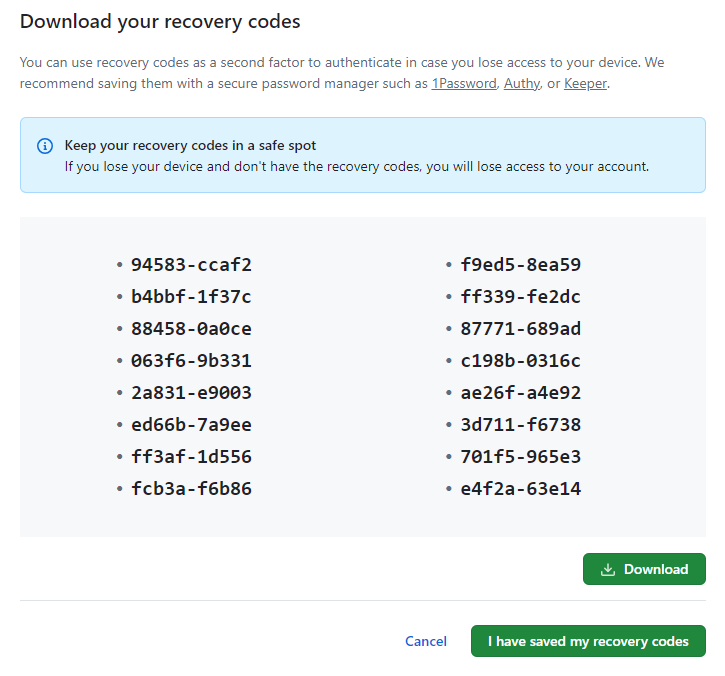 Download your recovery codes
You can use recovery codes as a second factor to authenticate in case you lose access to your device. We
recommend saving them with a secure password manager such as 1Password, Authy, or Keeper.
Keep your recovery codes in a safe spot
If you lose your device and don't have the recovery codes, you will lose access to your account.
• 94583-ccaf2 • f9ed5-8ea59
• b4bbf-1f37c • ff339-fe2dc
• 88458-0a0ce • 87771-689ad
• 063f6-9b331 • c198b-0316c
• 2a831-e9003 • ae26f-a4e92
• ed66b-7a9ee • 3d711-f6738
• ff3af-1d556 • 701f5-965e3
• fcb3a-f6b86 • e4f2a-63e14
Download
Cancel I have saved my recovery codes